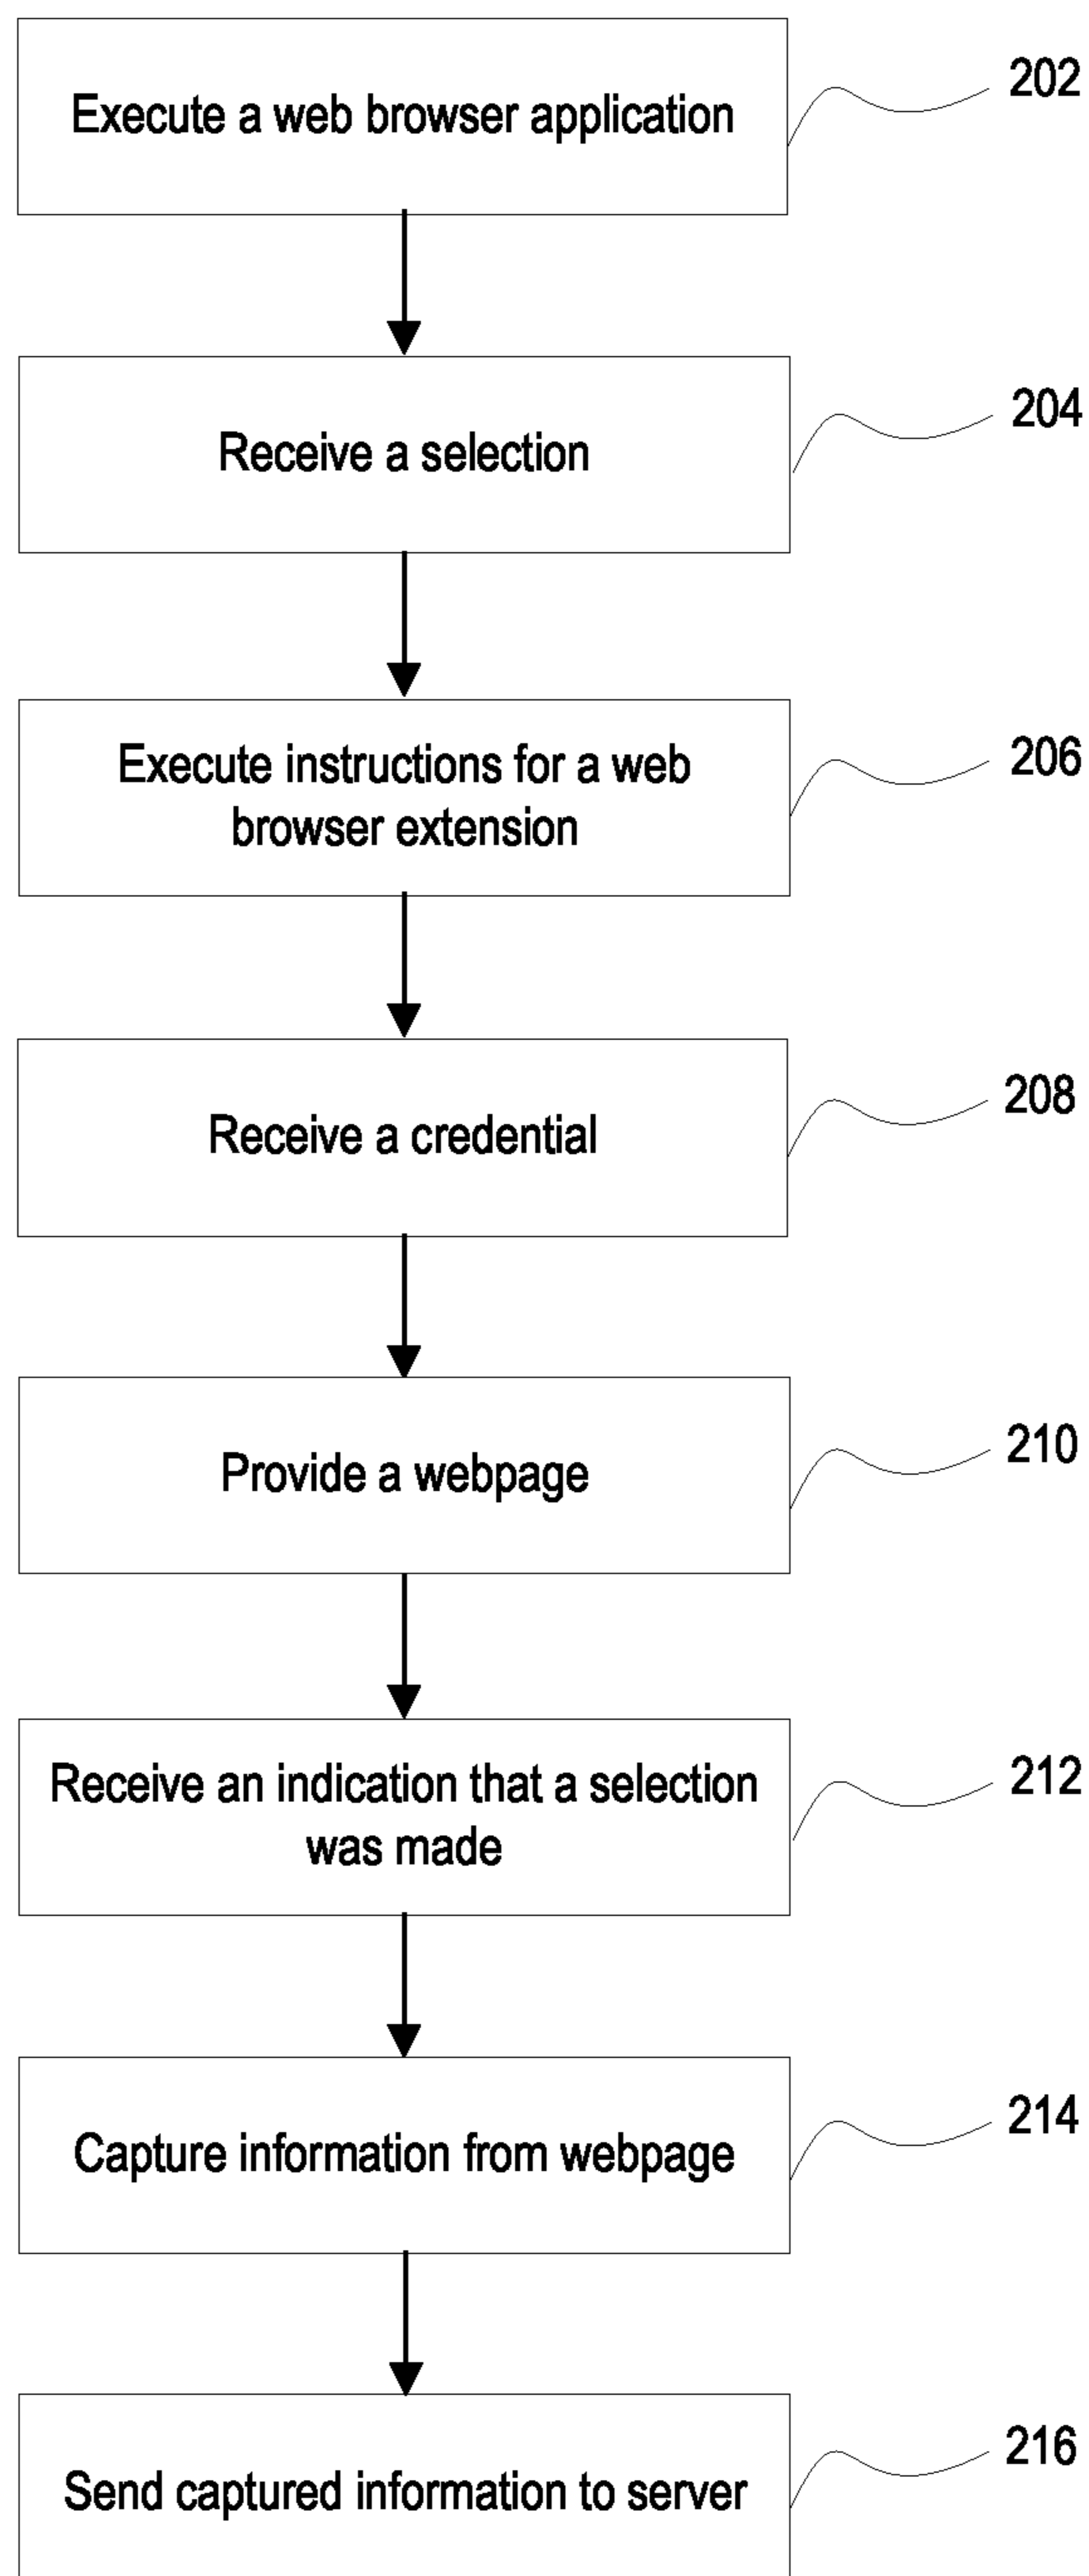 Execute a web browser application
202
Receive a selection
204
Execute instructions for a web
browser extension
206
Receive a credential
208
Provide a webpage
210
Receive an indication that a selection
was made
212
Capture information from webpage
214
Send captured information to server
216